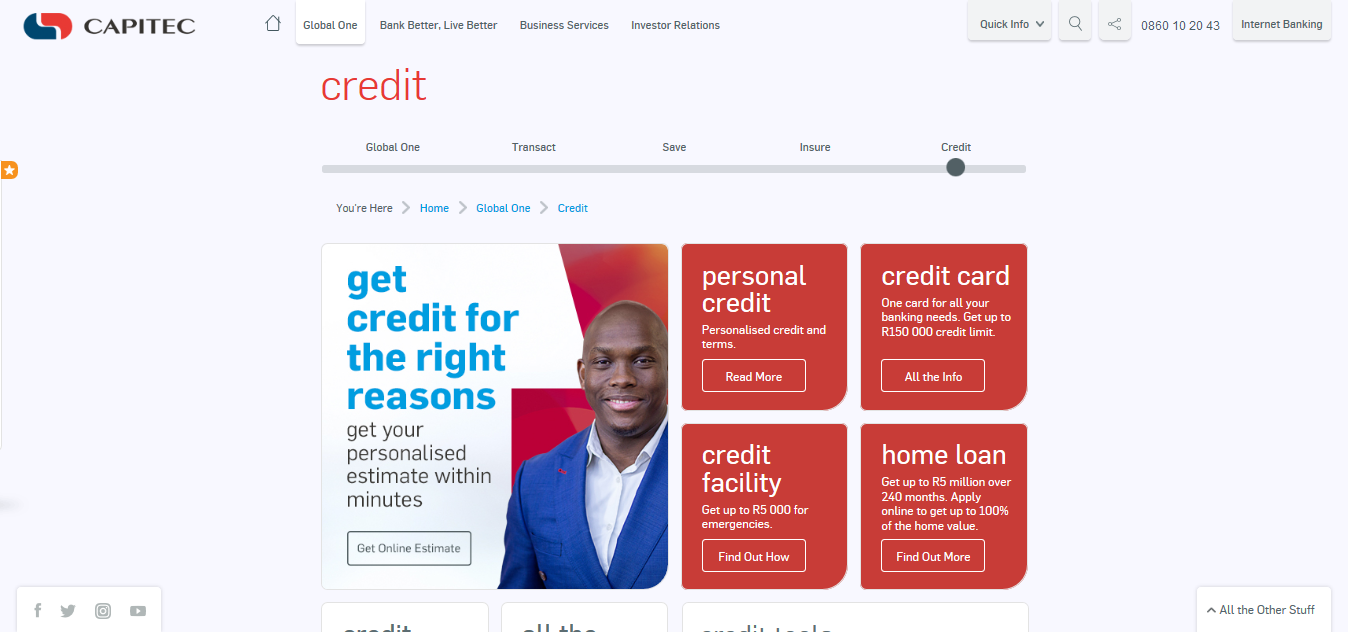 CAPITEC
Global One
Bank Better, Live Better
Business Services
Investor Relations
Quick Info
0860 10 20 43
Internet Banking
credit
Global One
Transact
Save
Insure
Credit
You're Here
Home
Global One
Credit
get
credit for
the right
reasons
get your
personalised
estimate within
minutes
Get Online Estimate
personal
credit
Personalised credit and
terms.
Read More
credit card
One card for all your
banking needs. Get up to
R150 000 credit limit.
All the Info
credit
facility
Get up to R5 000 for
emergencies.
Find Out How
home loan
Get up to R5 million over
240 months. Apply
online to get up to 100%
of the home value.
Find Out More
credit
all the
credit tools
All the Other Stuff